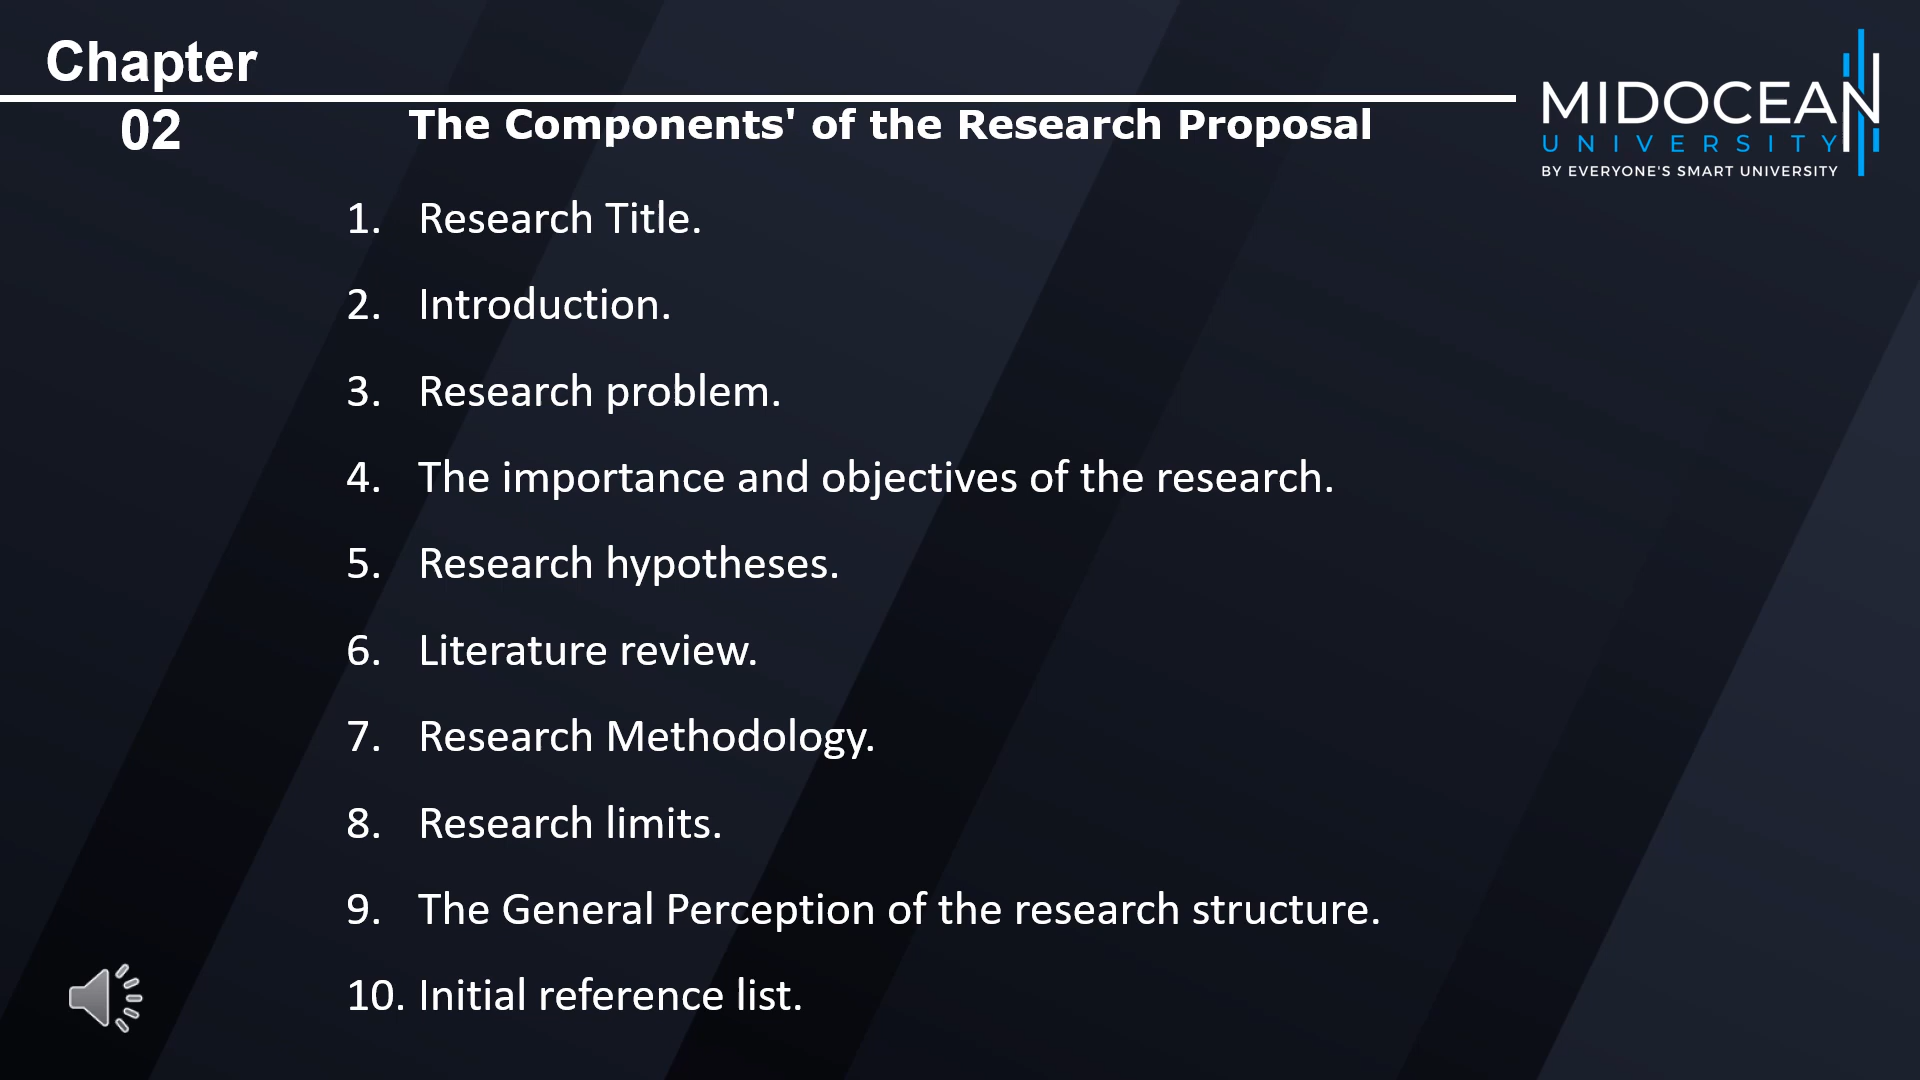 Chapter
02
The Components' of the Research Proposal
MIDOCEAN
UNIVERSITY
BY EVERYONE'S SMART UNIVERSITY
1. Research Title.
2. Introduction.
3. Research problem.
4. The importance and objectives of the research.
5. Research hypotheses.
6. Literature review.
7. Research Methodology.
8. Research limits.
9. The General Perception of the research structure.
10. Initial reference list.